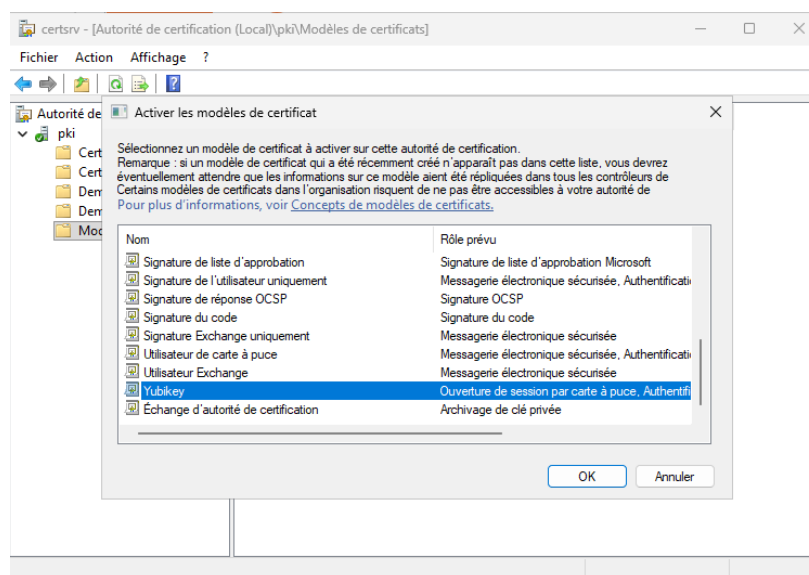 certsrv - [Autorité de certification (Local)\pki\Modèles de certificats]
Fichier Action Affichage ?
Autorité de
pki
Cert
Cert
Dem
Dem
Mod
Activer les modèles de certificat
Sélectionnez un modèle de certificat à activer sur cette autorité de certification.
Remarque : si un modèle de certificat qui a été récemment créé n'apparaît pas dans cette liste, vous devrez
éventuellement attendre que les informations sur ce modèle aient été répliquées dans tous les contrôleurs de
Certains modèles de certificats dans l'organisation risquent de ne pas être accessibles à votre autorité de
Pour plus d'informations, voir Concepts de modèles de certificats.
Nom Rôle prévu
Signature de liste d'approbation Signature de liste d'approbation Microsoft
Signature de l'utilisateur uniquement Messagerie électronique sécurisée, Authentificati
Signature de réponse OCSP Signature OCSP
Signature du code Signature du code
Signature Exchange uniquement Messagerie électronique sécurisée
Utilisateur de carte à puce Messagerie électronique sécurisée, Authentificati
Utilisateur Exchange Messagerie électronique sécurisée
Yubikey Ouverture de session par carte à puce, Authentifi
Échange d'autorité de certification Archivage de clé privée
OK Annuler